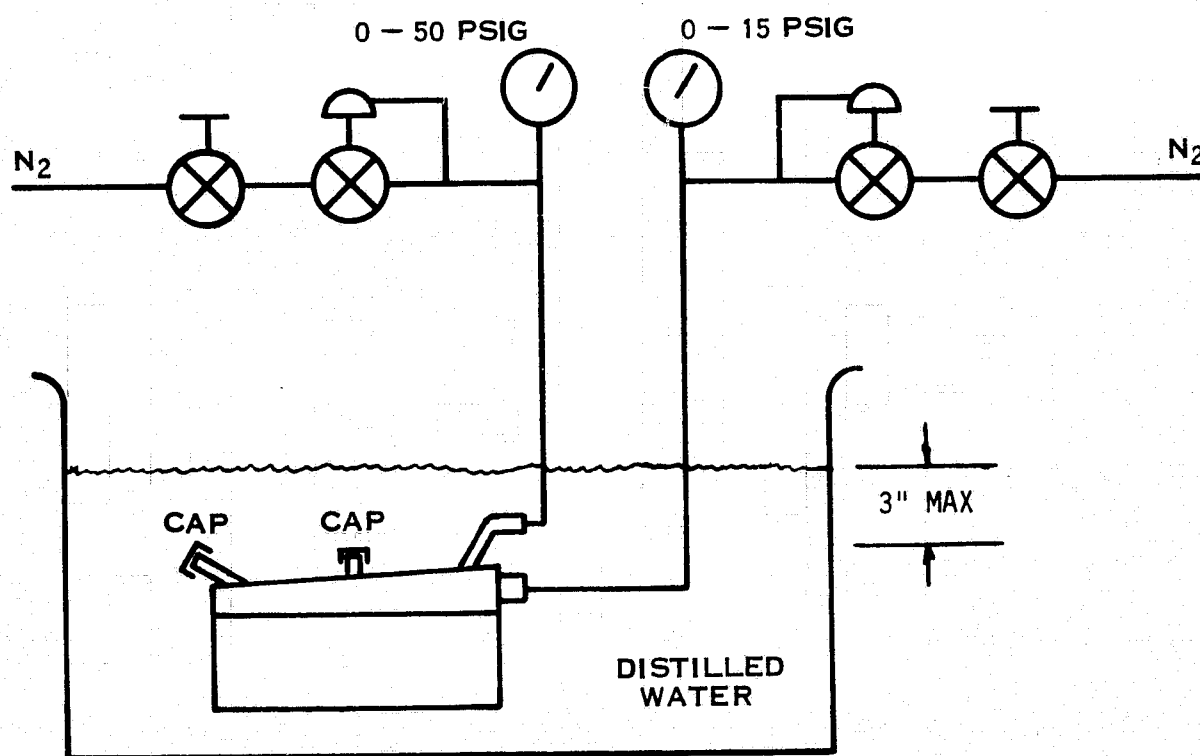 0 – 50 PSIG
0 – 15 PSIG
N2
N2
3" MAX
CAP
CAP
DISTILLED
WATER